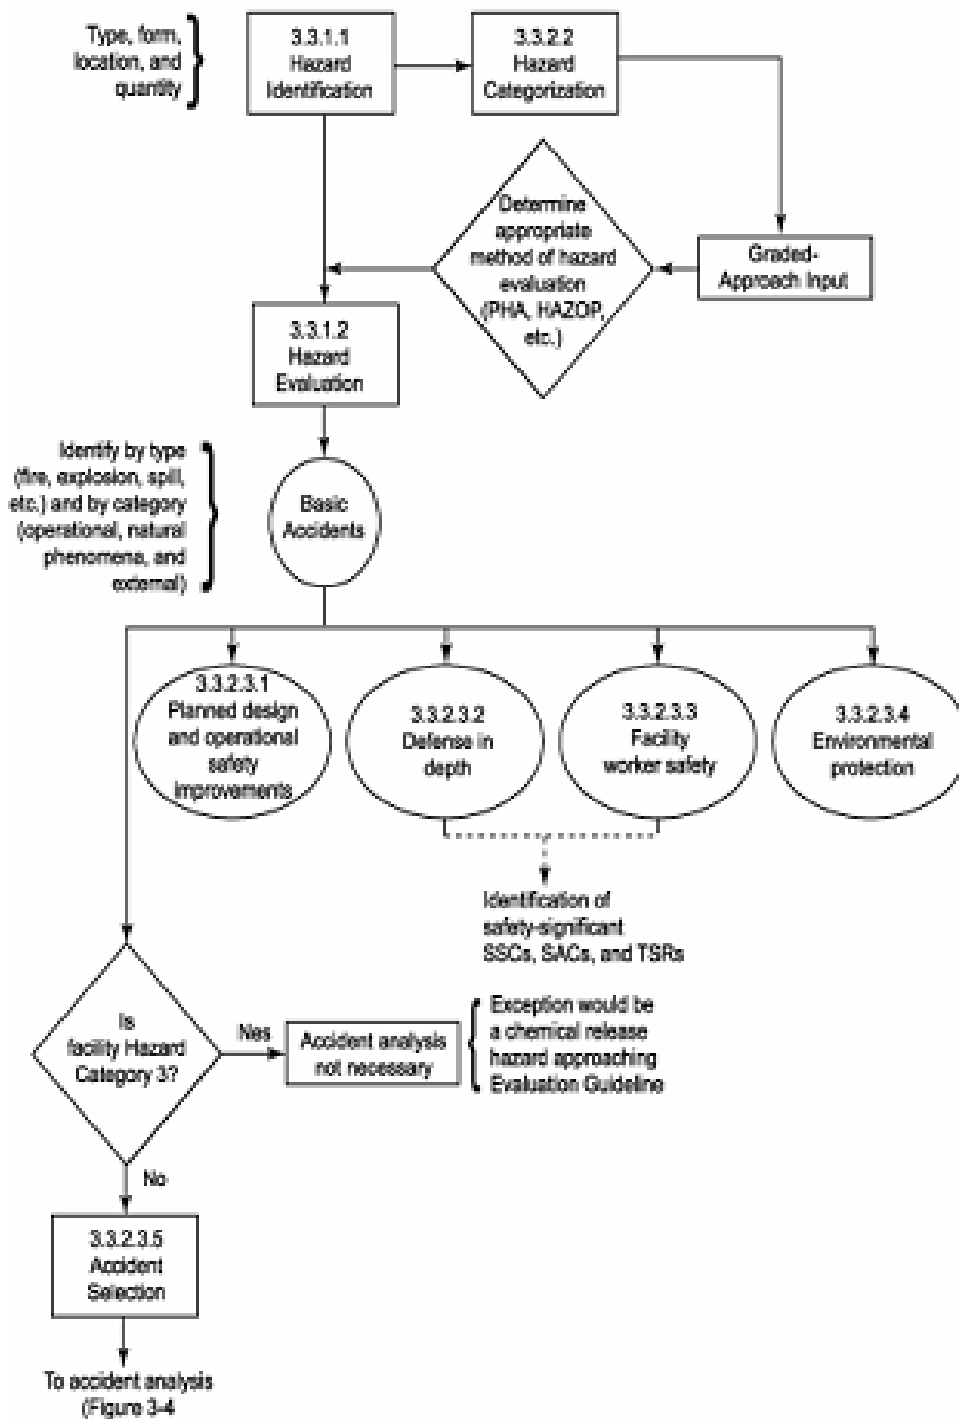 Type, form,
location, and
quantity
3.3.1.1
Hazard
Identification
3.3.2.2
Hazard
Categorization
Determine
appropriate
method of hazard
evaluation
(PHA, HAZOP,
etc.)
Graded-
Approach Input
3.3.1.2
Hazard
Evaluation
Identify by type
(fire, explosion, spill,
etc.) and by category
(operational, natural
phenomena, and
external)
Basic
Accidents
3.3.2.3.1
Planned design
and operational
safety
improvements
3.3.2.3.2
Defense in
depth
3.3.2.3.3
Facility
worker safety
3.3.2.3.4
Environmental
protection
Identification of
safety-significant
SSCs, SACs, and TSRs
Is
facility Hazard
Category 3?
Nes
Accident analysis
not necessary
Exception would be
a chemical release
hazard approaching
Evaluation Guideline
No
3.3.2.3.5
Accident
Selection
To accident analysis
(Figure 3-4